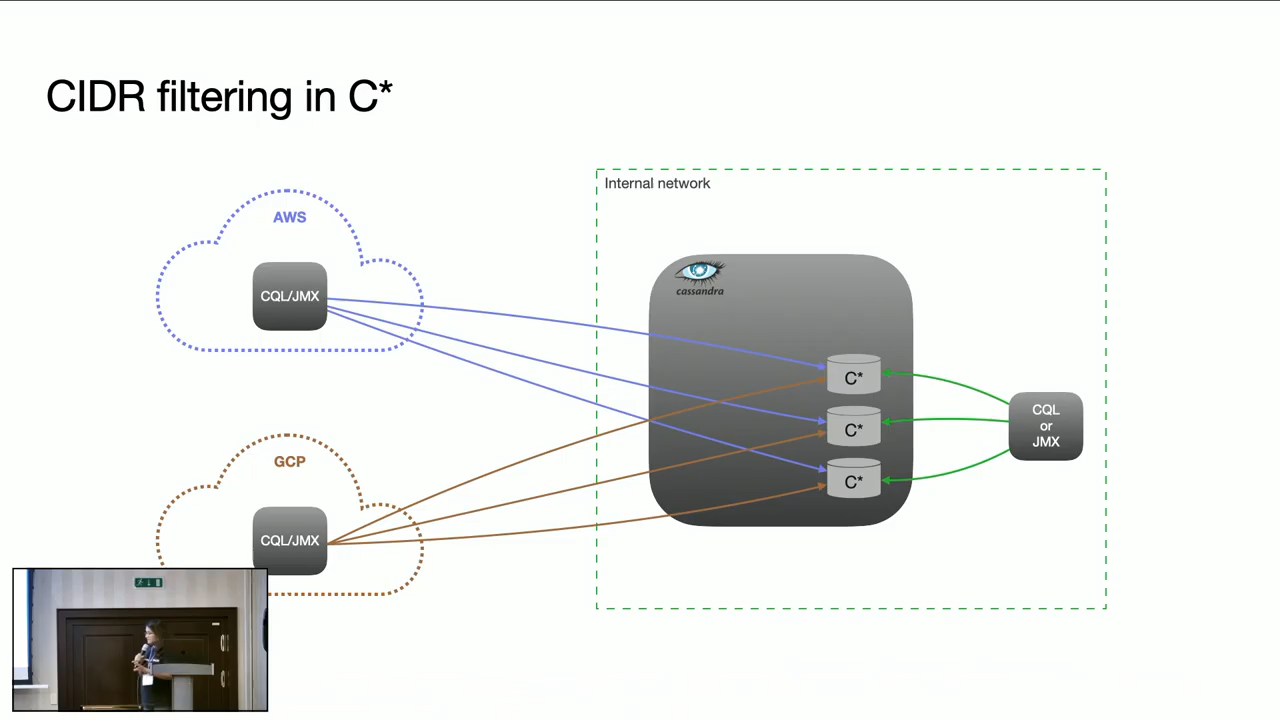 CIDR filtering in C*
AWS
CQL/JMX
GCP
CQL/JMX
Internal network
cassandra
C*
C*
C*
CQL
or
JMX